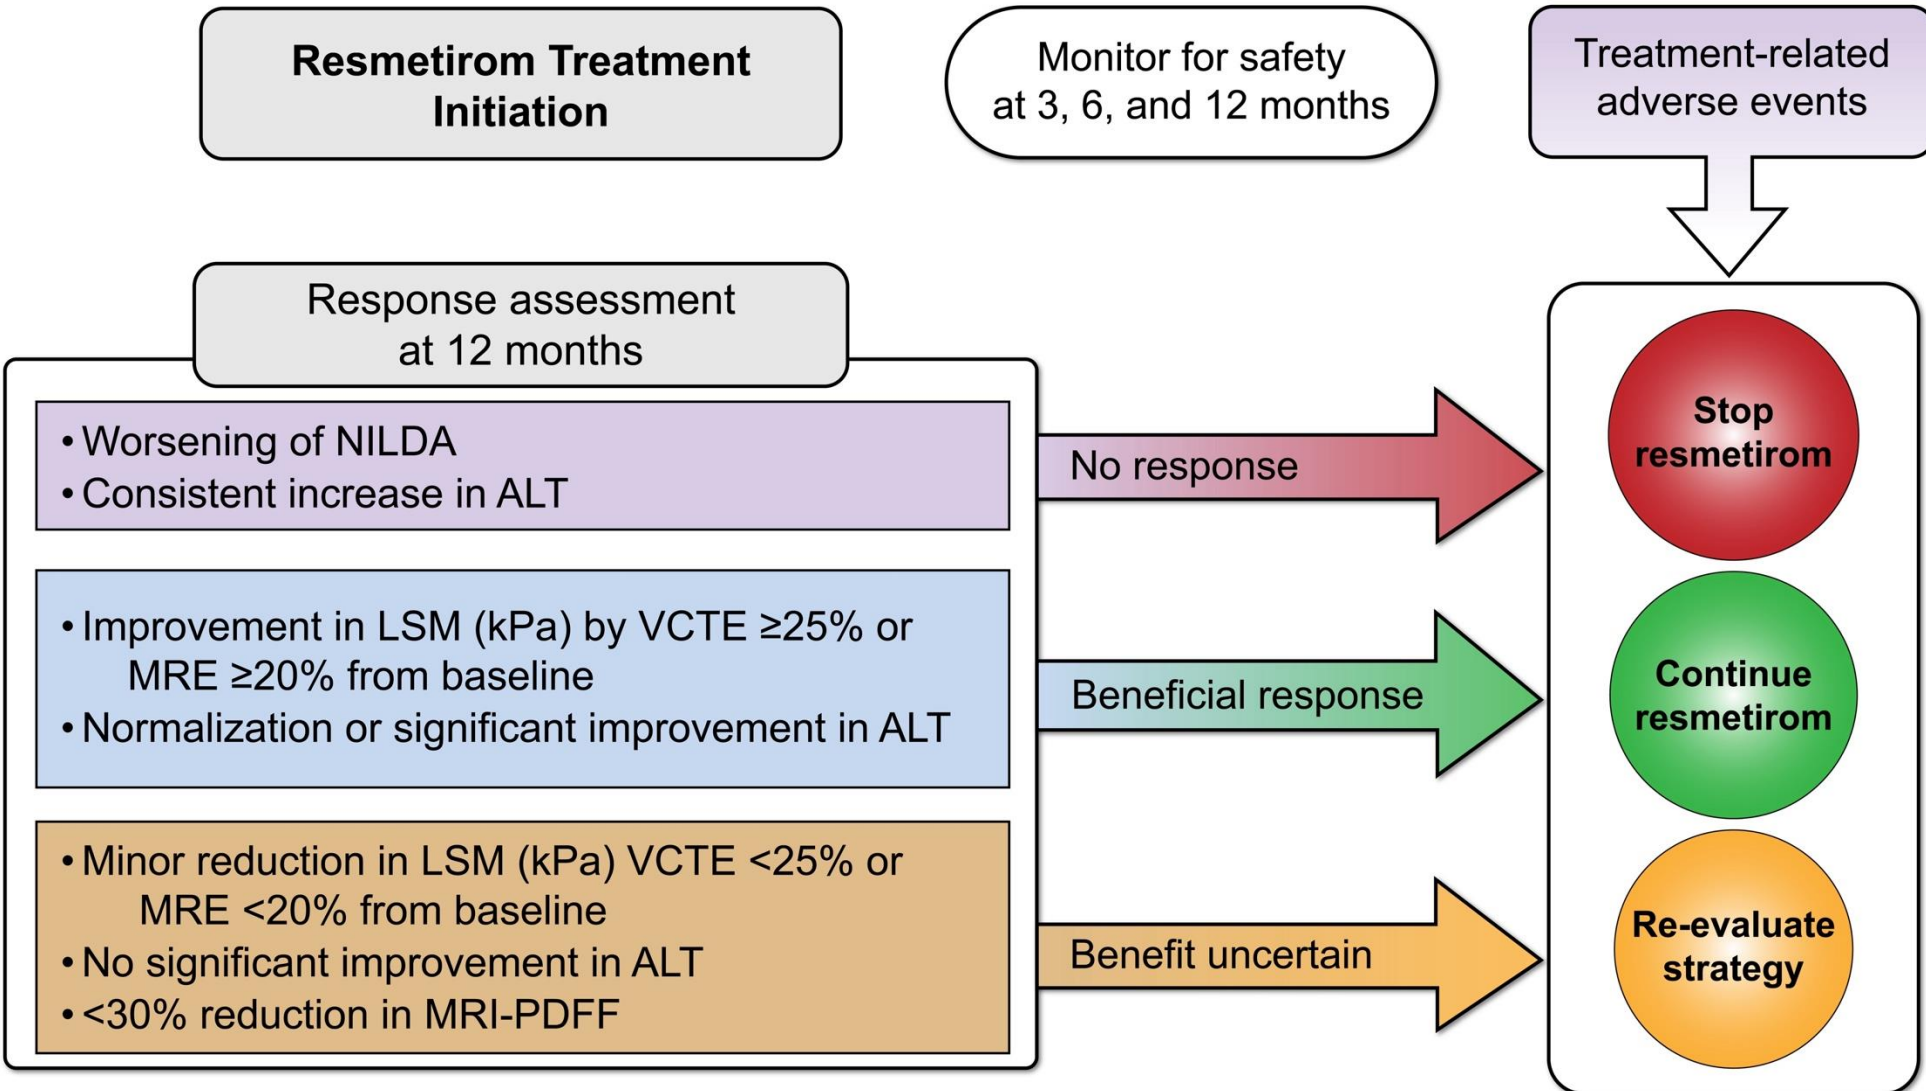 Resmetirom Treatment
Initiation
Monitor for safety
at 3, 6, and 12 months
Treatment-related
adverse events
Response assessment
at 12 months
• Worsening of NILDA
• Consistent increase in ALT
No response
Stop
resmetirom
• Improvement in LSM (kPa) by VCTE ≥25% or
MRE ≥20% from baseline
• Normalization or significant improvement in ALT
Beneficial response
Continue
resmetirom
• Minor reduction in LSM (kPa) VCTE <25% or
MRE <20% from baseline
• No significant improvement in ALT
• <30% reduction in MRI-PDFF
Benefit uncertain
Re-evaluate
strategy